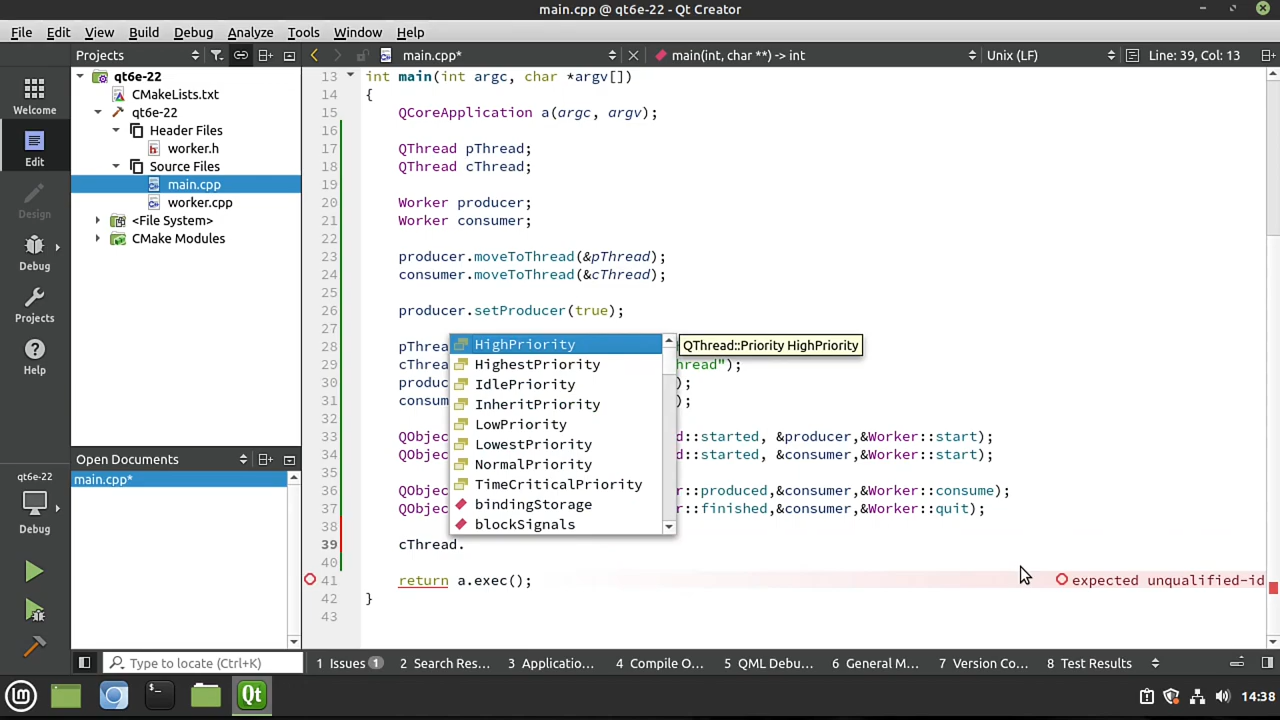 main.cpp @ qt6e-22 - Qt Creator
File Edit View Build Debug Analyze Tools Window Help
Projects main.cpp* main(int, char **) -> int Unix (LF) Line: 39, Col: 13
Welcome
Edit
Design
Debug
Projects
Help
qt6e-22
Debug
qt6e-22
CMakeLists.txt
qt6e-22
Header Files
worker.h
Source Files
main.cpp
worker.cpp
<File System>
CMake Modules
Open Documents
main.cpp*
13 int main(int argc, char *argv[])
14 {
15 QCoreApplication a(argc, argv);
16
17 QThread pThread;
18 QThread cThread;
19
20 Worker producer;
21 Worker consumer;
22
23 producer.moveToThread(&pThread);
24 consumer.moveToThread(&cThread);
25
26 producer.setProducer(true);
27
28 pThrea
29 cThrea hread");
30 produc );
31 consum );
32
33 QObjec d::started, &producer,&Worker::start);
34 QObjec d::started, &consumer,&Worker::start);
35
36 QObjec r::produced,&consumer,&Worker::consume);
37 QObjec r::finished,&consumer,&Worker::quit);
38
39 cThread.
40
41 return a.exec(); expected unqualified-id
42 }
43
HighPriority
HighestPriority
IdlePriority
InheritPriority
LowPriority
LowestPriority
NormalPriority
TimeCriticalPriority
bindingStorage
blockSignals
QThread::Priority HighPriority
Type to locate (Ctrl+K) 1 Issues 1 2 Search Res... 3 Applicatio... 4 Compile O... 5 QML Debu... 6 General M... 7 Version Co... 8 Test Results
Qt 14:38